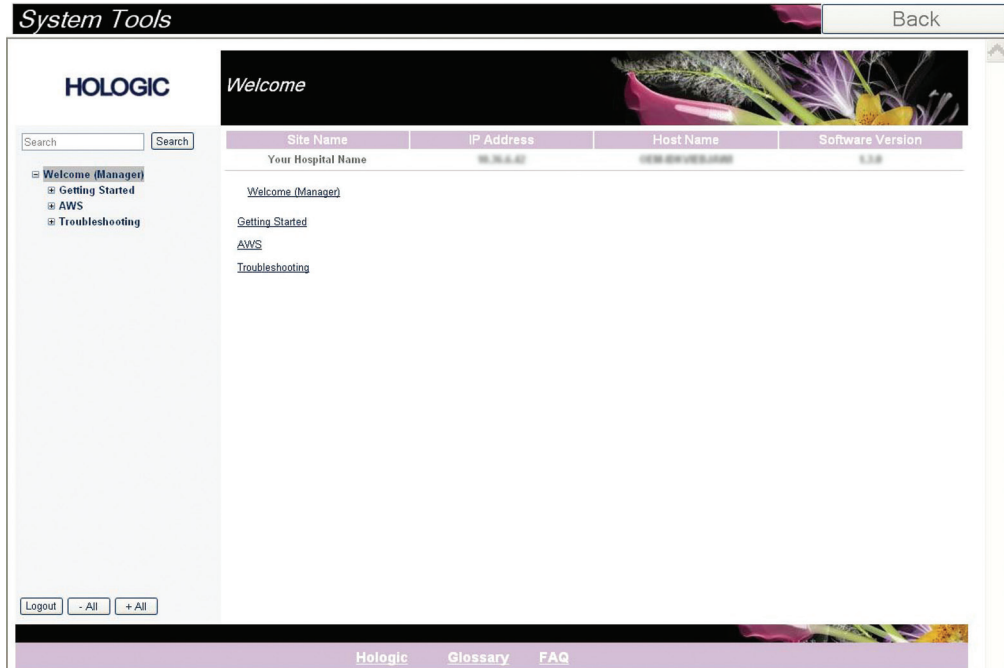 System Tools
Back
HOLOGIC
Welcome
Search
Search
Site Name IP Address Host Name Software Version
Your Hospital Name
Welcome (Manager)
Getting Started
AWS
Troubleshooting
Welcome (Manager)
Getting Started
AWS
Troubleshooting
Logout - All + All
Hologic Glossary FAQ